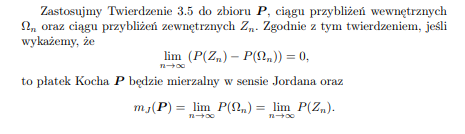 Zastosujmy Twierdzenie 3.5 do zbioru P, ciągu przybliżeń wewnętrznych
Ωₙ oraz ciągu przybliżeń zewnętrznych Zₙ. Zgodnie z tym twierdzeniem, jeśli
wykażemy, że
lim n→∞ (P(Zₙ) − P(Ωₙ)) = 0,
to płatek Kocha P będzie mierzalny w sensie Jordana oraz
m_J(P) = lim n→∞ P(Ωₙ) = lim n→∞ P(Zₙ).